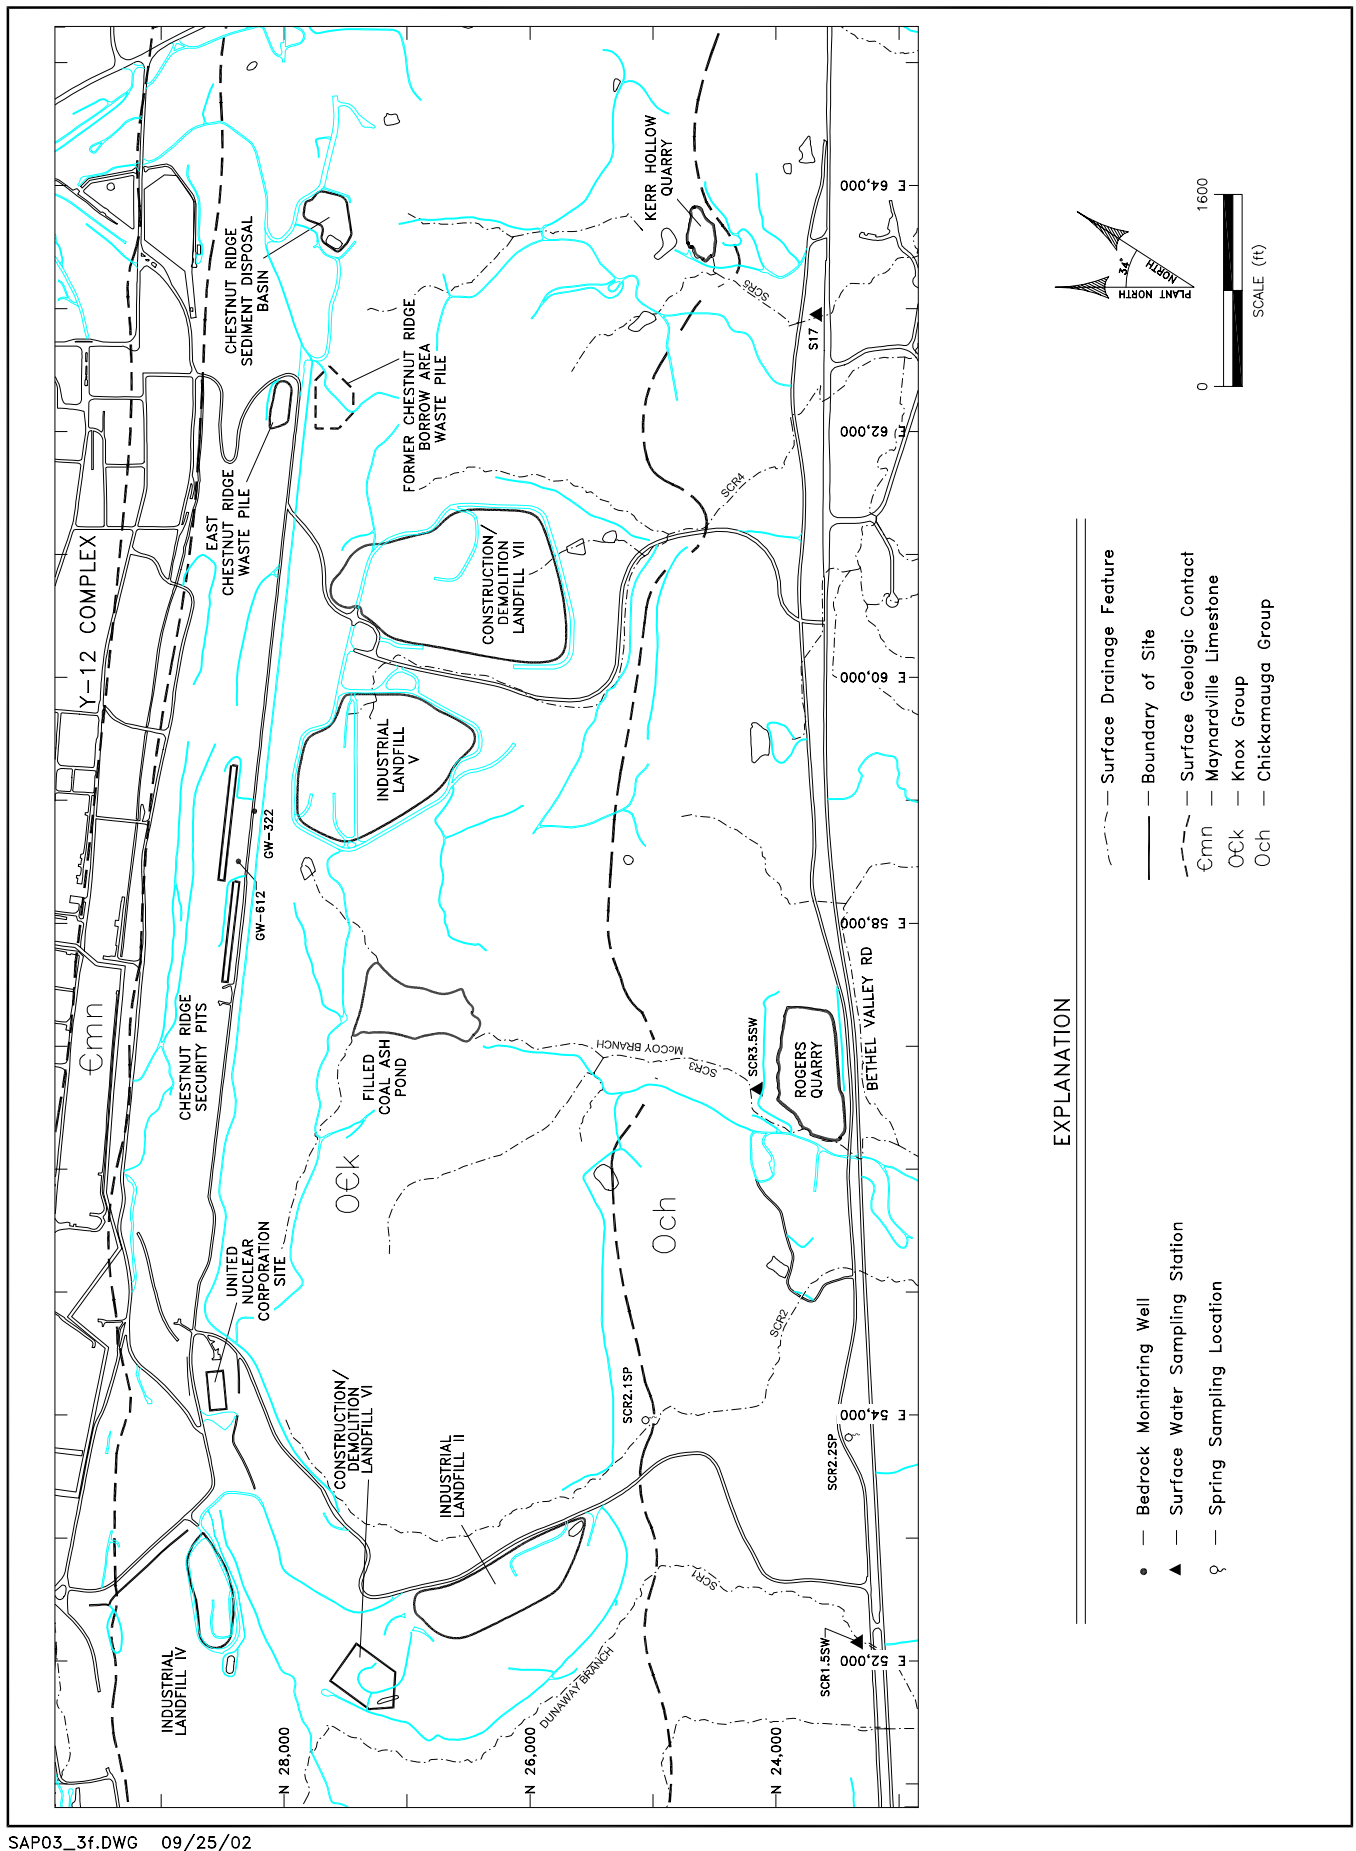 Y-12 COMPLEX
Єmn
CHESTNUT RIDGE
SECURITY PITS
EAST
CHESTNUT RIDGE
WASTE PILE
CHESTNUT RIDGE
SEDIMENT DISPOSAL
BASIN
FORMER CHESTNUT RIDGE
BORROW AREA
WASTE PILE
KERR HOLLOW
QUARRY
CONSTRUCTION/
DEMOLITION
LANDFILL VII
INDUSTRIAL
LANDFILL
V
GW-322
GW-612
FILLED
COAL ASH
POND
OЄk
Och
UNITED
NUCLEAR
CORPORATION
SITE
CONSTRUCTION/
DEMOLITION
LANDFILL VI
INDUSTRIAL
LANDFILL II
INDUSTRIAL
LANDFILL IV
McCOY BRANCH
SCR3
SCR3.5SW
ROGERS
QUARRY
BETHEL VALLEY RD
SCR5
S17
SCR4
SCR2
SCR2.1SP
SCR2.2SP
SCR1
SCR1.5SW
DUNAWAY BRANCH
N 28,000
N 26,000
N 24,000
E 52,000
E 54,000
E 58,000
E 60,000
E 62,000
E 64,000
34°
NORTH
PLANT NORTH
0
1600
SCALE (ft)
EXPLANATION
— Bedrock Monitoring Well
— Surface Water Sampling Station
— Spring Sampling Location
— Surface Drainage Feature
— Boundary of Site
— Surface Geologic Contact
Єmn — Maynardville Limestone
OЄk — Knox Group
Och — Chickamauga Group
SAP03_3f.DWG 09/25/02